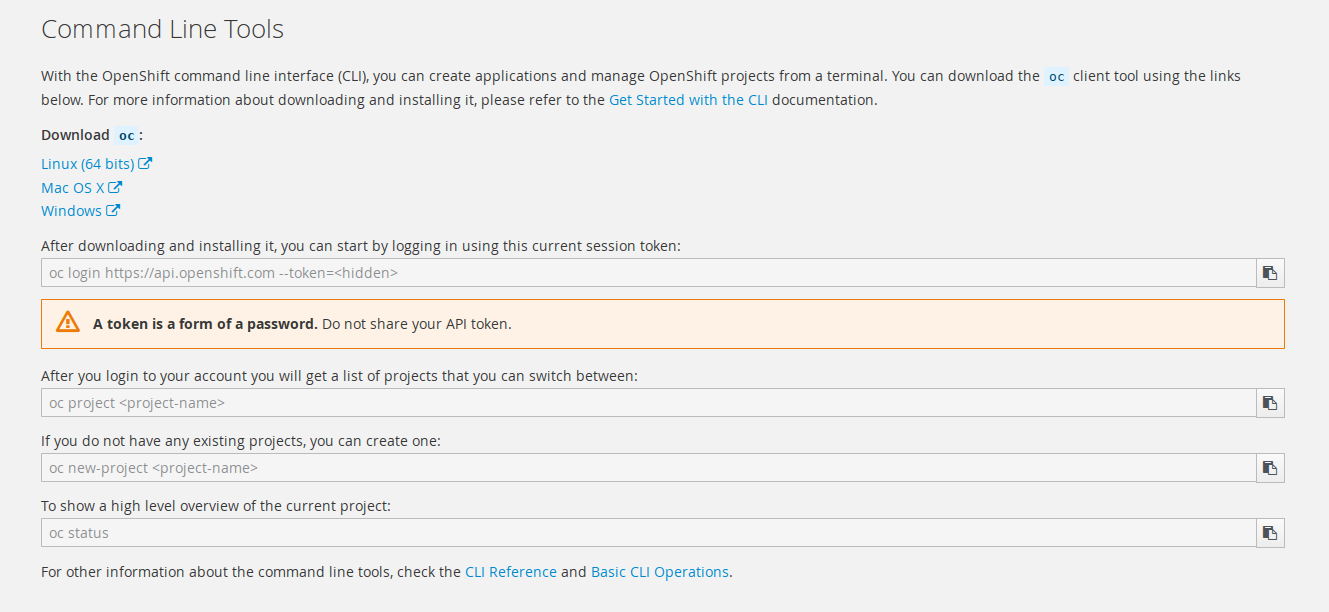 Command Line Tools
With the OpenShift command line interface (CLI), you can create applications and manage OpenShift projects from a terminal. You can download the oc client tool using the links
below. For more information about downloading and installing it, please refer to the Get Started with the CLI documentation.
Download oc :
Linux (64 bits)
Mac OS X
Windows
After downloading and installing it, you can start by logging in using this current session token:
oc login https://api.openshift.com --token=<hidden>
A token is a form of a password. Do not share your API token.
After you login to your account you will get a list of projects that you can switch between:
oc project <project-name>
If you do not have any existing projects, you can create one:
oc new-project <project-name>
To show a high level overview of the current project:
oc status
For other information about the command line tools, check the CLI Reference and Basic CLI Operations.